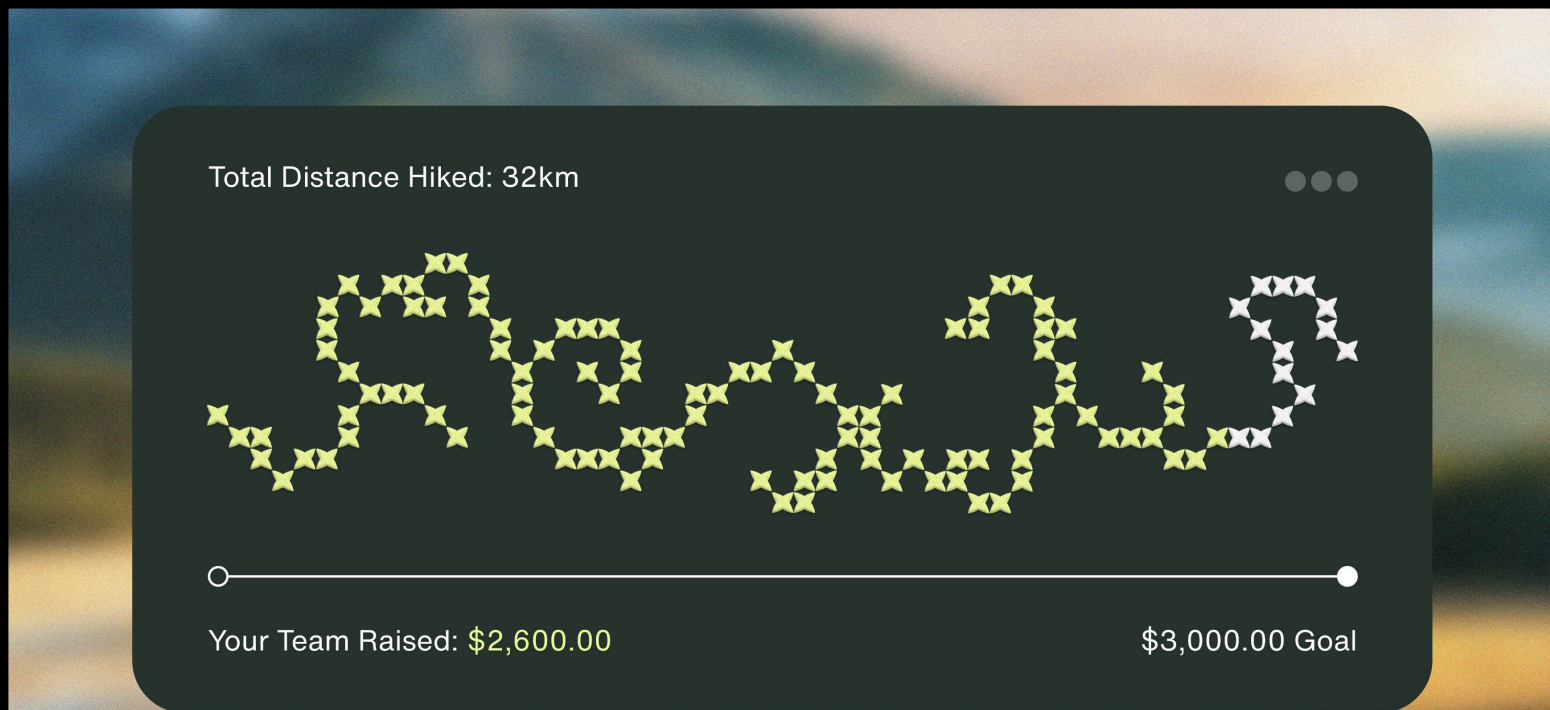 Total Distance Hiked: 32km
Your Team Raised: $2,600.00
$3,000.00 Goal